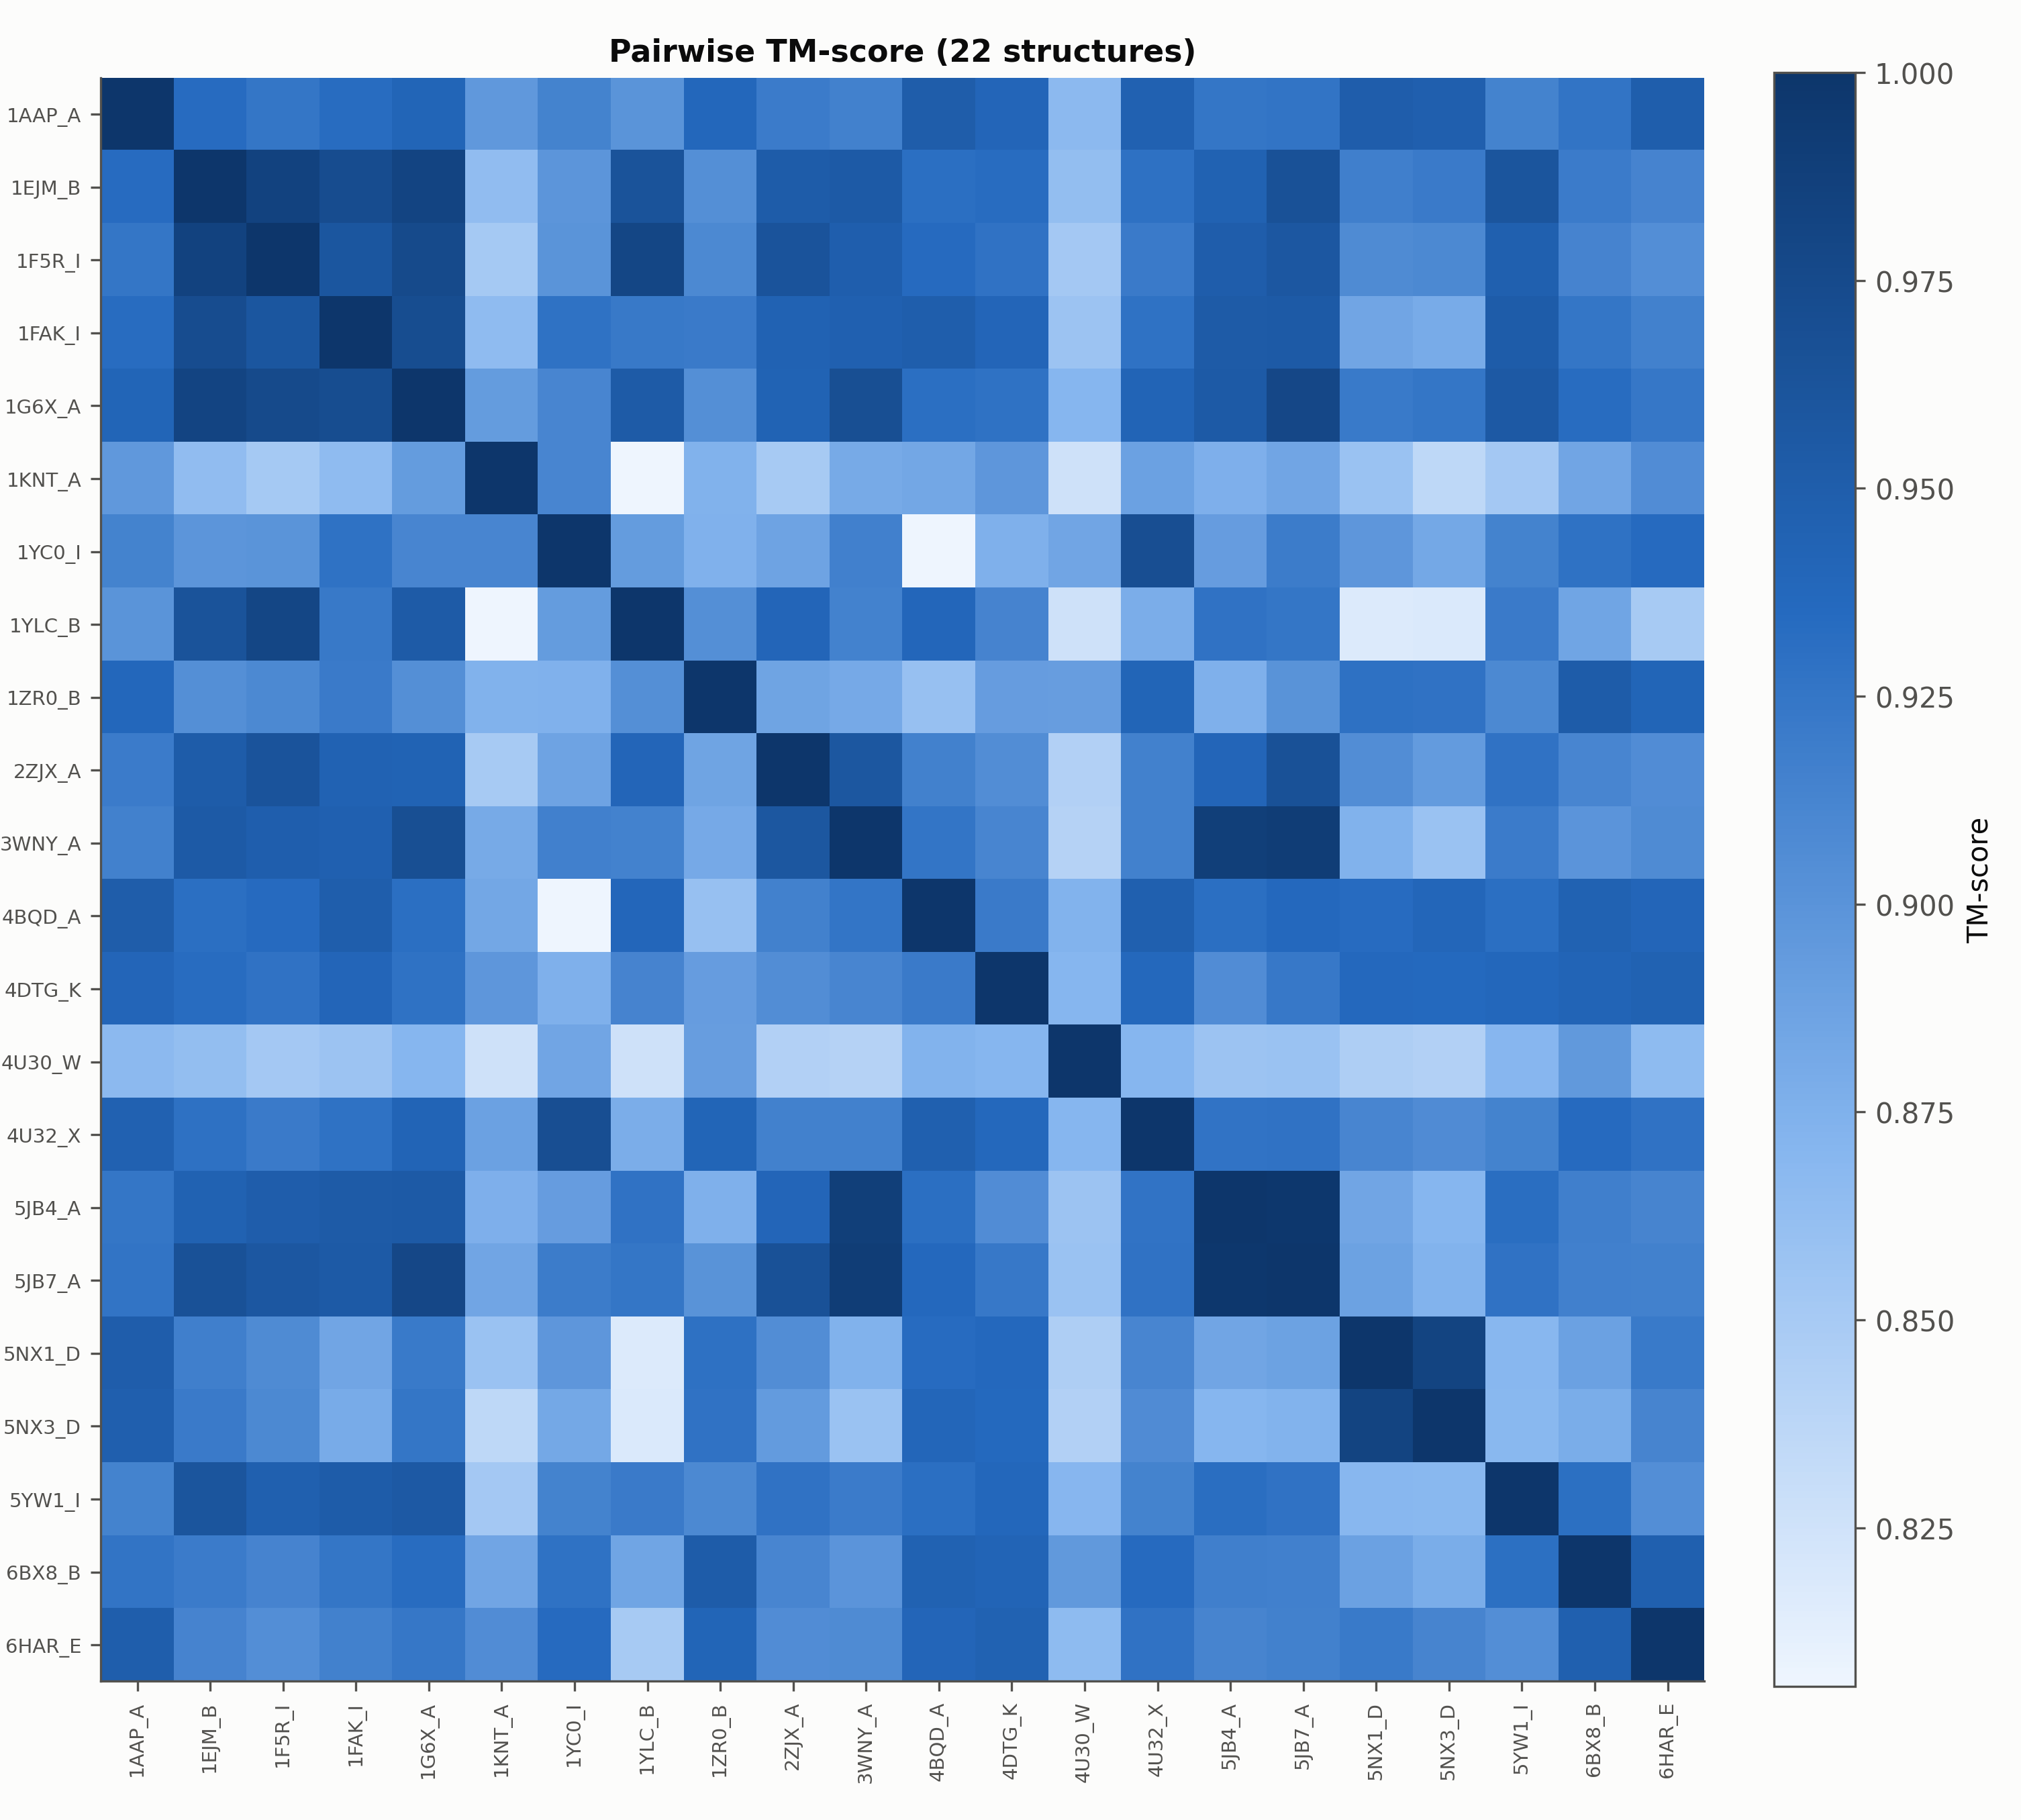 Pairwise TM-score (22 structures)
1AAP_A
1EJM_B
1F5R_I
1FAK_I
1G6X_A
1KNT_A
1YC0_I
1YLC_B
1ZR0_B
2ZJX_A
3WNY_A
4BQD_A
4DTG_K
4U30_W
4U32_X
5JB4_A
5JB7_A
5NX1_D
5NX3_D
5YW1_I
6BX8_B
6HAR_E
1AAP_A
1EJM_B
1F5R_I
1FAK_I
1G6X_A
1KNT_A
1YC0_I
1YLC_B
1ZR0_B
2ZJX_A
3WNY_A
4BQD_A
4DTG_K
4U30_W
4U32_X
5JB4_A
5JB7_A
5NX1_D
5NX3_D
5YW1_I
6BX8_B
6HAR_E
1.000
0.975
0.950
0.925
0.900
0.875
0.850
0.825
TM-score